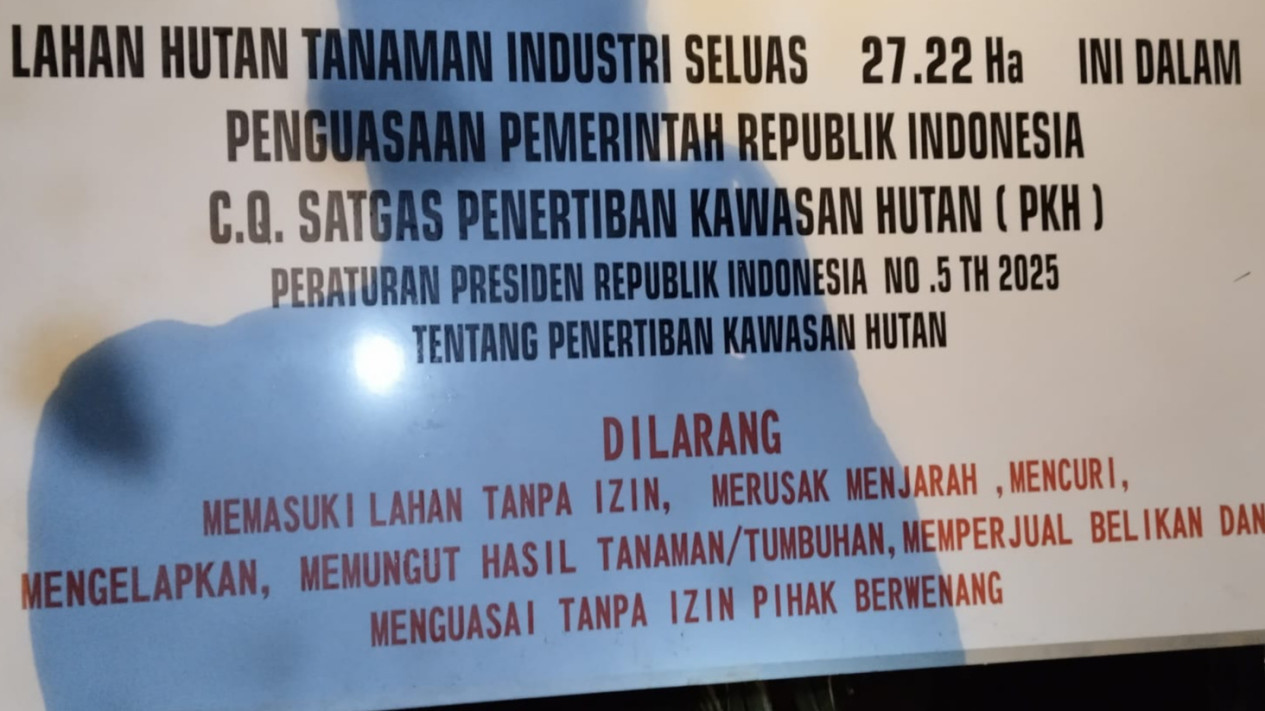 LAHAN HUTAN TANAMAN INDUSTRI SELUAS 27.22 Ha INI DALAM
PENGUASAAN PEMERINTAH REPUBLIK INDONESIA
C.Q. SATGAS PENERTIBAN KAWASAN HUTAN ( PKH )
PERATURAN PRESIDEN REPUBLIK INDONESIA NO .5 TH 2025
TENTANG PENERTIBAN KAWASAN HUTAN
DILARANG
MEMASUKI LAHAN TANPA IZIN, MERUSAK MENJARAH ,MENCURI,
MENGELAPKAN, MEMUNGUT HASIL TANAMAN/TUMBUHAN, MEMPERJUAL BELIKAN DAN
MENGUASAI TANPA IZIN PIHAK BERWENANG